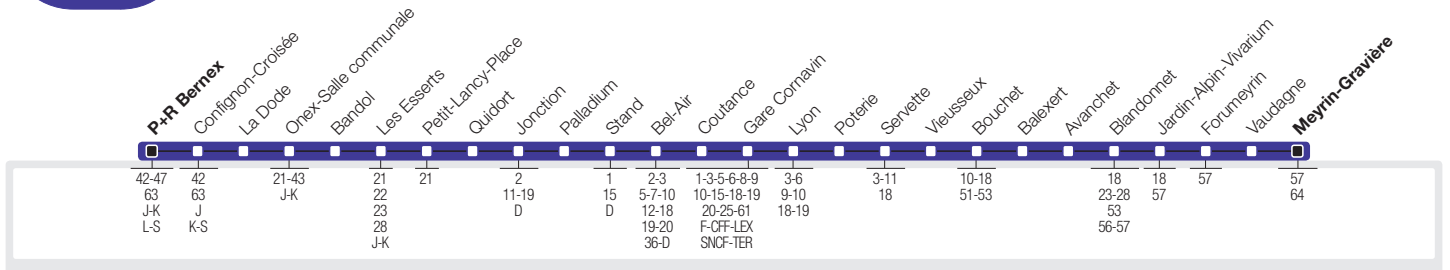 P+R Bernex
Confignon-Croisée
La Dode
Onex-Salle communale
Bandol
Les Esserts
Petit-Lancy-Place
Quidort
Jonction
Palladium
Stand
Bel-Air
Coutance
Gare Cornavin
Lyon
Poterie
Servette
Vieusseux
Bouchet
Balexert
Avanchet
Blandonnet
Jardin-Alpin-Vivarium
Forumeyrin
Vaudagne
Meyrin-Gravière
42-47
63
J-K
L-S
42
63
J
K-S
21-43
J-K
21
22
23
28
J-K
21
2
11-19
D
1
15
D
2-3
5-7-10
12-18
19-20
36-D
1-3-5-6-8-9
10-15-18-19
20-25-61
F-CFF-LEX
SNCF-TER
3-6
9-10
18-19
3-11
18
10-18
51-53
18
23-28
53
56-57
18
57
57
57
64